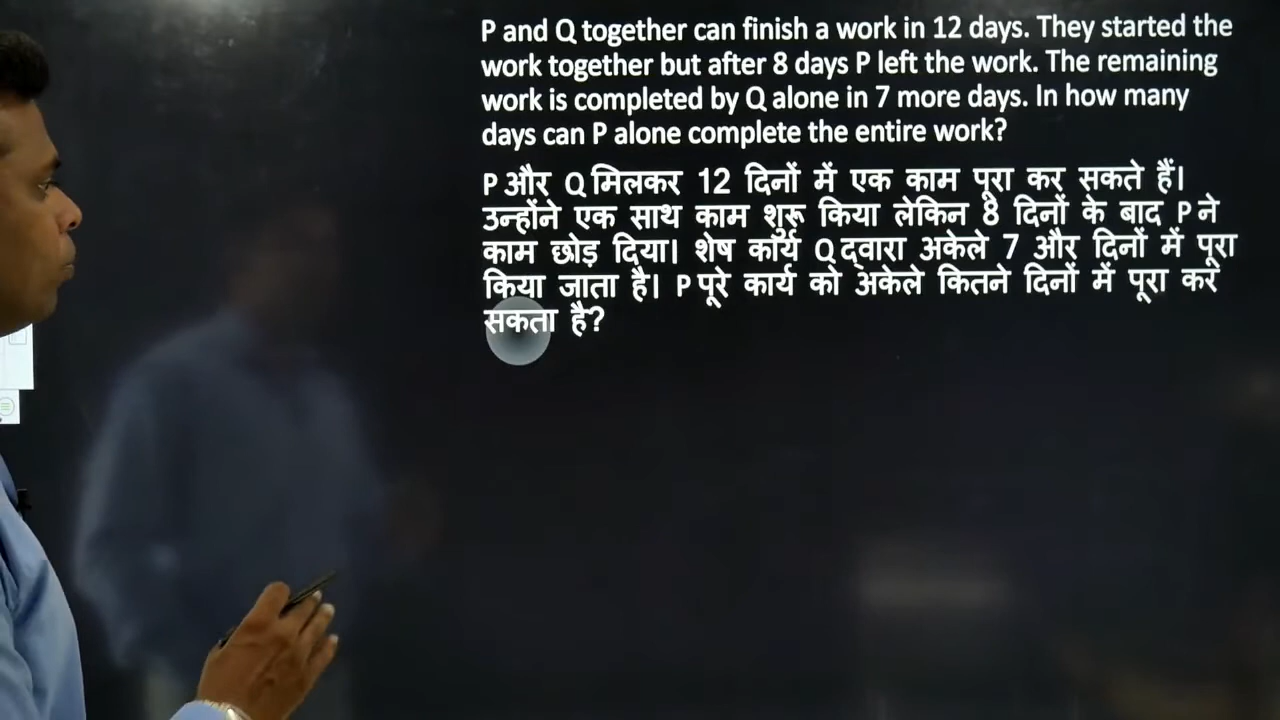 P and Q together can finish a work in 12 days. They started the
work together but after 8 days P left the work. The remaining
work is completed by Q alone in 7 more days. In how many
days can P alone complete the entire work?
P और Q मिलकर 12 दिनों में एक काम पूरा कर सकते हैं।
उन्होंने एक साथ काम शुरू किया लेकिन 8 दिनों के बाद P ने
काम छोड़ दिया। शेष कार्य Q द्वारा अकेले 7 और दिनों में पूरा
किया जाता है। P पूरे कार्य को अकेले कितने दिनों में पूरा कर
सकता है?